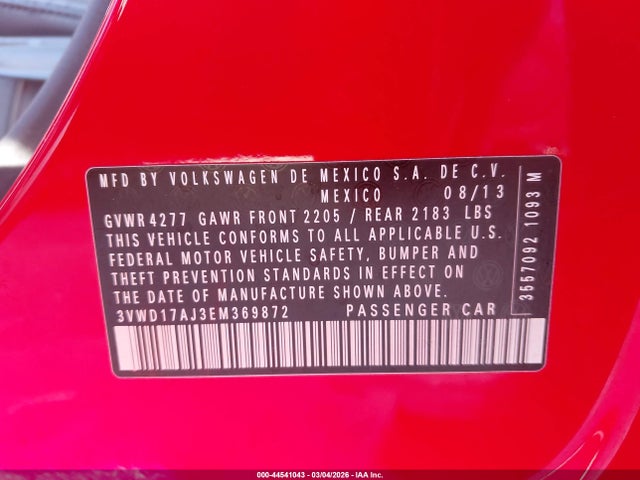 MFD BY VOLKSWAGEN DE MEXICO S.A. DE C.V.
MEXICO 08/13
GVWR 4277 GAWR FRONT 2205 / REAR 2183 LBS
THIS VEHICLE CONFORMS TO ALL APPLICABLE U.S.
FEDERAL MOTOR VEHICLE SAFETY, BUMPER AND
THEFT PREVENTION STANDARDS IN EFFECT ON
THE DATE OF MANUFACTURE SHOWN ABOVE.
3VWD17AJ3EM369872 PASSENGER CAR
3557092 1093 M
000-44541043 - 03/04/2026 - IAA Inc.